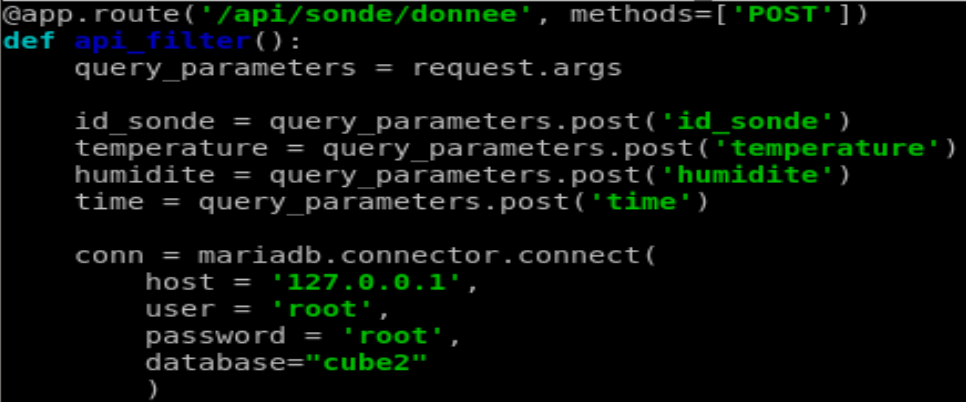 @app.route('/api/sonde/donnee', methods=['POST'])
def api_filter():
    query_parameters = request.args

    id_sonde = query_parameters.post('id_sonde')
    temperature = query_parameters.post('temperature')
    humidite = query_parameters.post('humidite')
    time = query_parameters.post('time')

    conn = mariadb.connector.connect(
        host = '127.0.0.1',
        user = 'root',
        password = 'root',
        database="cube2"
        )